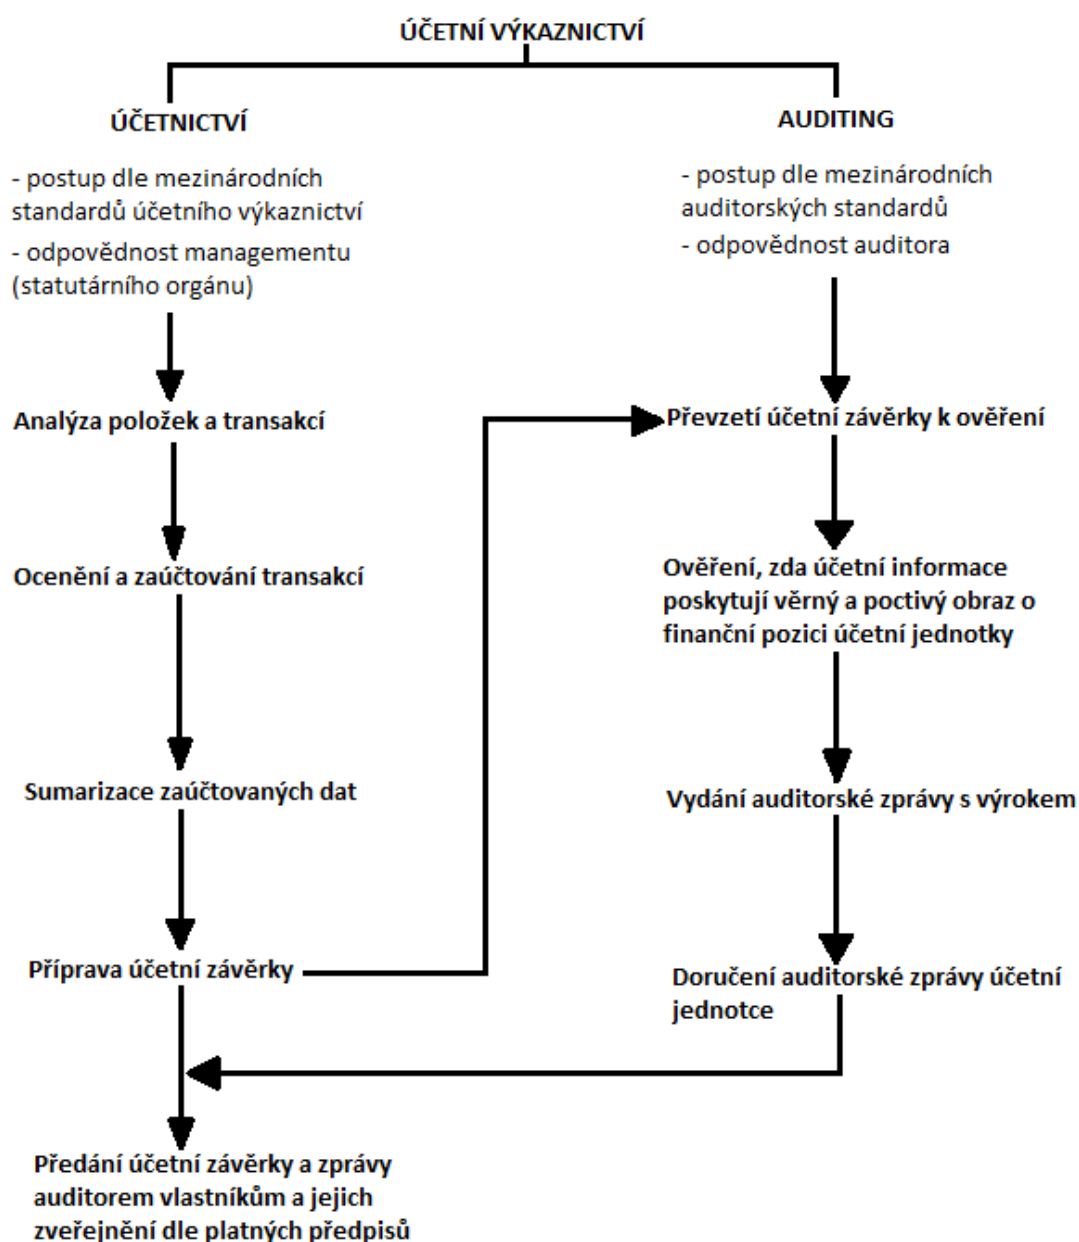 ÚČETNÍ VÝKAZNICTVÍ
ÚČETNICTVÍ
- postup dle mezinárodních
standardů účetního výkaznictví
- odpovědnost managementu
(statutárního orgánu)
Analýza položek a transakcí
Ocenění a zaúčtování transakcí
Sumarizace zaúčtovaných dat
Příprava účetní závěrky
AUDITING
- postup dle mezinárodních
auditorských standardů
- odpovědnost auditora
Převzetí účetní závěrky k ověření
Ověření, zda účetní informace
poskytují věrný a poctivý obraz o
finanční pozici účetní jednotky
Vydání auditorské zprávy s výrokem
Doručení auditorské zprávy účetní
jednotce
Předání účetní závěrky a zprávy
auditorem vlastníkům a jejich
zveřejnění dle platných předpisů